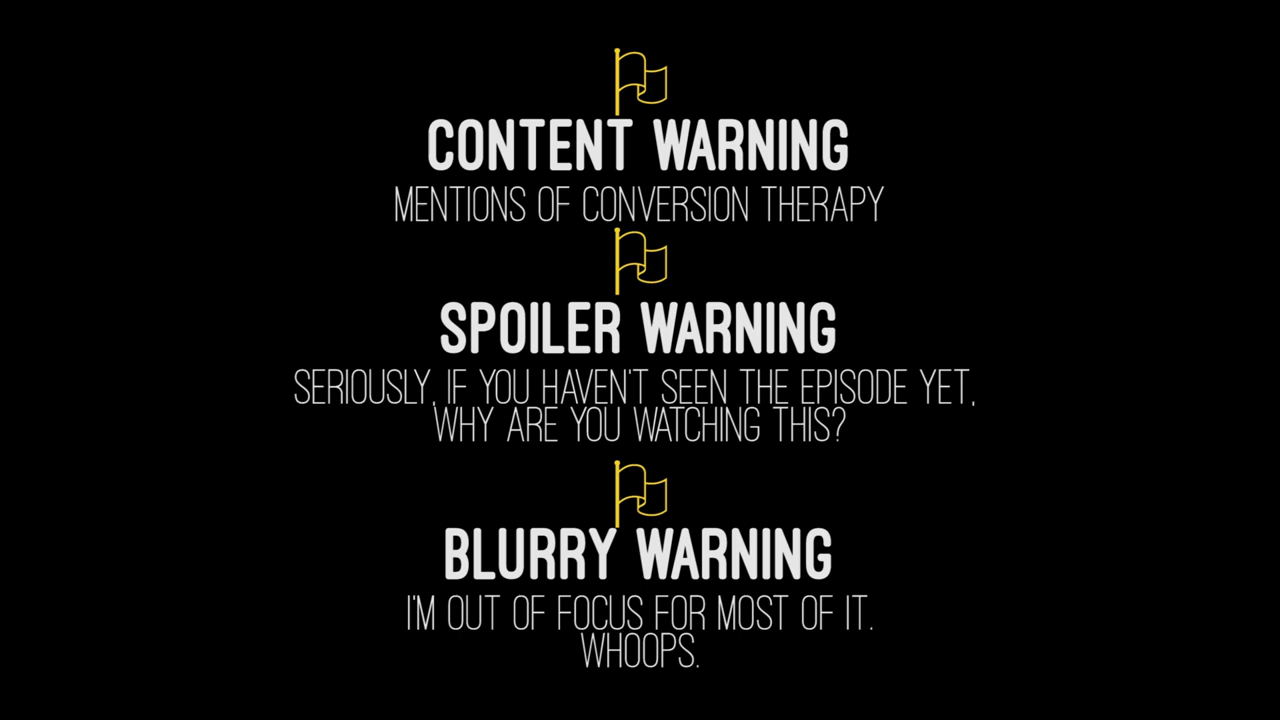 CONTENT WARNING
MENTIONS OF CONVERSION THERAPY
SPOILER WARNING
SERIOUSLY, IF YOU HAVEN'T SEEN THE EPISODE YET,
WHY ARE YOU WATCHING THIS?
BLURRY WARNING
I'M OUT OF FOCUS FOR MOST OF IT.
WHOOPS.